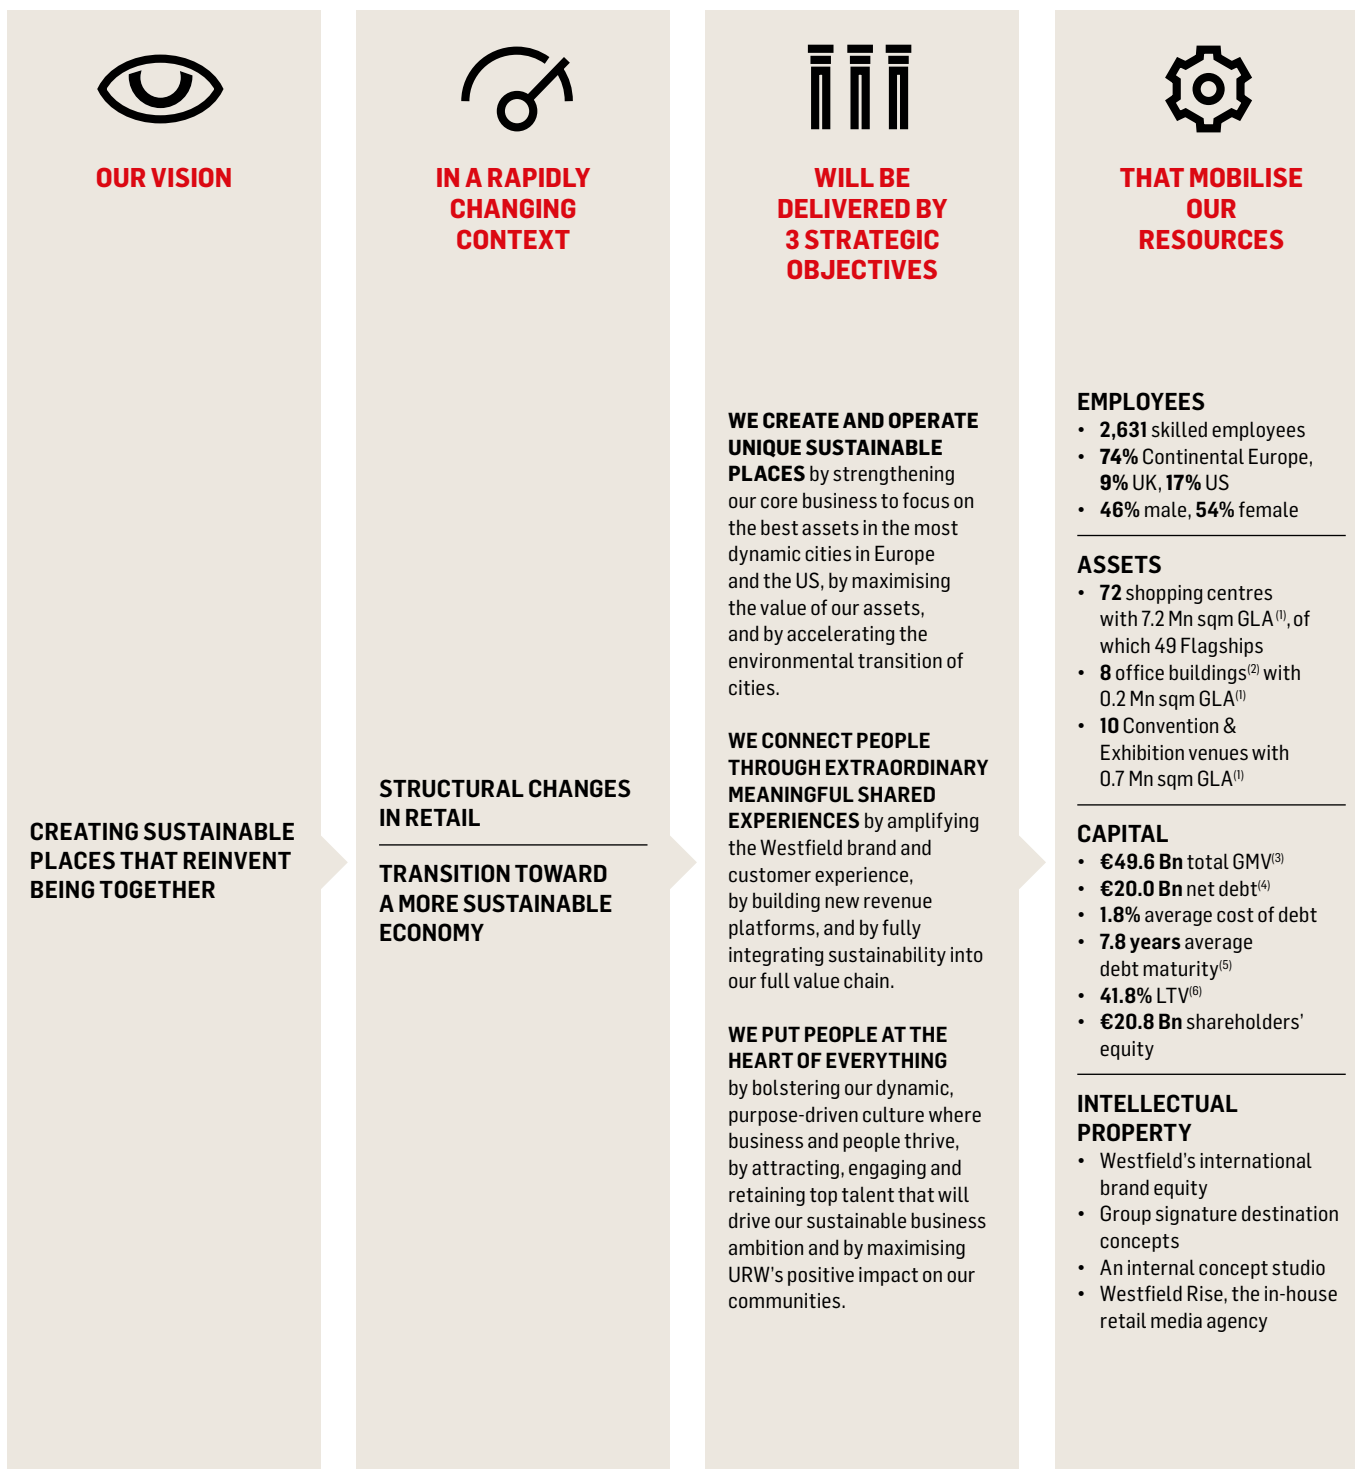 OUR VISION
CREATING SUSTAINABLE
PLACES THAT REINVENT
BEING TOGETHER
IN A RAPIDLY
CHANGING
CONTEXT
STRUCTURAL CHANGES
IN RETAIL
TRANSITION TOWARD
A MORE SUSTAINABLE
ECONOMY
WILL BE
DELIVERED BY
3 STRATEGIC
OBJECTIVES
WE CREATE AND OPERATE
UNIQUE SUSTAINABLE
PLACES by strengthening
our core business to focus on
the best assets in the most
dynamic cities in Europe
and the US, by maximising
the value of our assets,
and by accelerating the
environmental transition of
cities.
WE CONNECT PEOPLE
THROUGH EXTRAORDINARY
MEANINGFUL SHARED
EXPERIENCES by amplifying
the Westfield brand and
customer experience,
by building new revenue
platforms, and by fully
integrating sustainability into
our full value chain.
WE PUT PEOPLE AT THE
HEART OF EVERYTHING
by bolstering our dynamic,
purpose-driven culture where
business and people thrive,
by attracting, engaging and
retaining top talent that will
drive our sustainable business
ambition and by maximising
URW's positive impact on our
communities.
THAT MOBILISE
OUR
RESOURCES
EMPLOYEES
• 2,631 skilled employees
• 74% Continental Europe,
9% UK, 17% US
• 46% male, 54% female
ASSETS
• 72 shopping centres
with 7.2 Mn sqm GLA(1), of
which 49 Flagships
• 8 office buildings(2) with
0.2 Mn sqm GLA(1)
• 10 Convention &
Exhibition venues with
0.7 Mn sqm GLA(1)
CAPITAL
• €49.6 Bn total GMV(3)
• €20.0 Bn net debt(4)
• 1.8% average cost of debt
• 7.8 years average
debt maturity(5)
• 41.8% LTV(6)
• €20.8 Bn shareholders'
equity
INTELLECTUAL
PROPERTY
• Westfield's international
brand equity
• Group signature destination
concepts
• An internal concept studio
• Westfield Rise, the in-house
retail media agency